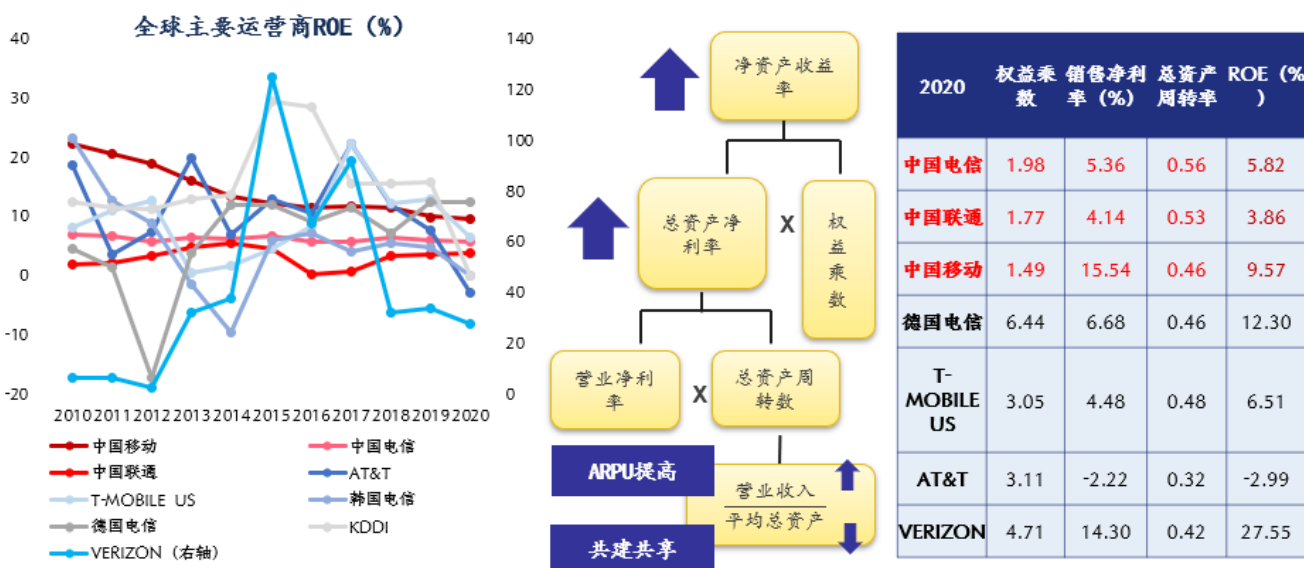 全球主要运营商ROE（%）
40
30
20
10
0
-10
-20
140
120
100
80
60
40
20
0
2010 2011 2012 2013 2014 2015 2016 2017 2018 2019 2020
中国移动
中国电信
中国联通
AT&T
T-MOBILE US
韩国电信
德国电信
KDDI
VERIZON（右轴）
净资产收益
率
总资产净
利率
X
权
益
乘
数
营业净利
率
X
总资产周
转数
ARPU提高
共建共享
营业收入
平均总资产
2020 权益乘 销售净利 总资产 ROE（%
数 率（%） 周转率 ）
中国电信 1.98 5.36 0.56 5.82
中国联通 1.77 4.14 0.53 3.86
中国移动 1.49 15.54 0.46 9.57
德国电信 6.44 6.68 0.46 12.30
T-
MOBILE 3.05 4.48 0.48 6.51
US
AT&T 3.11 -2.22 0.32 -2.99
VERIZON 4.71 14.30 0.42 27.55